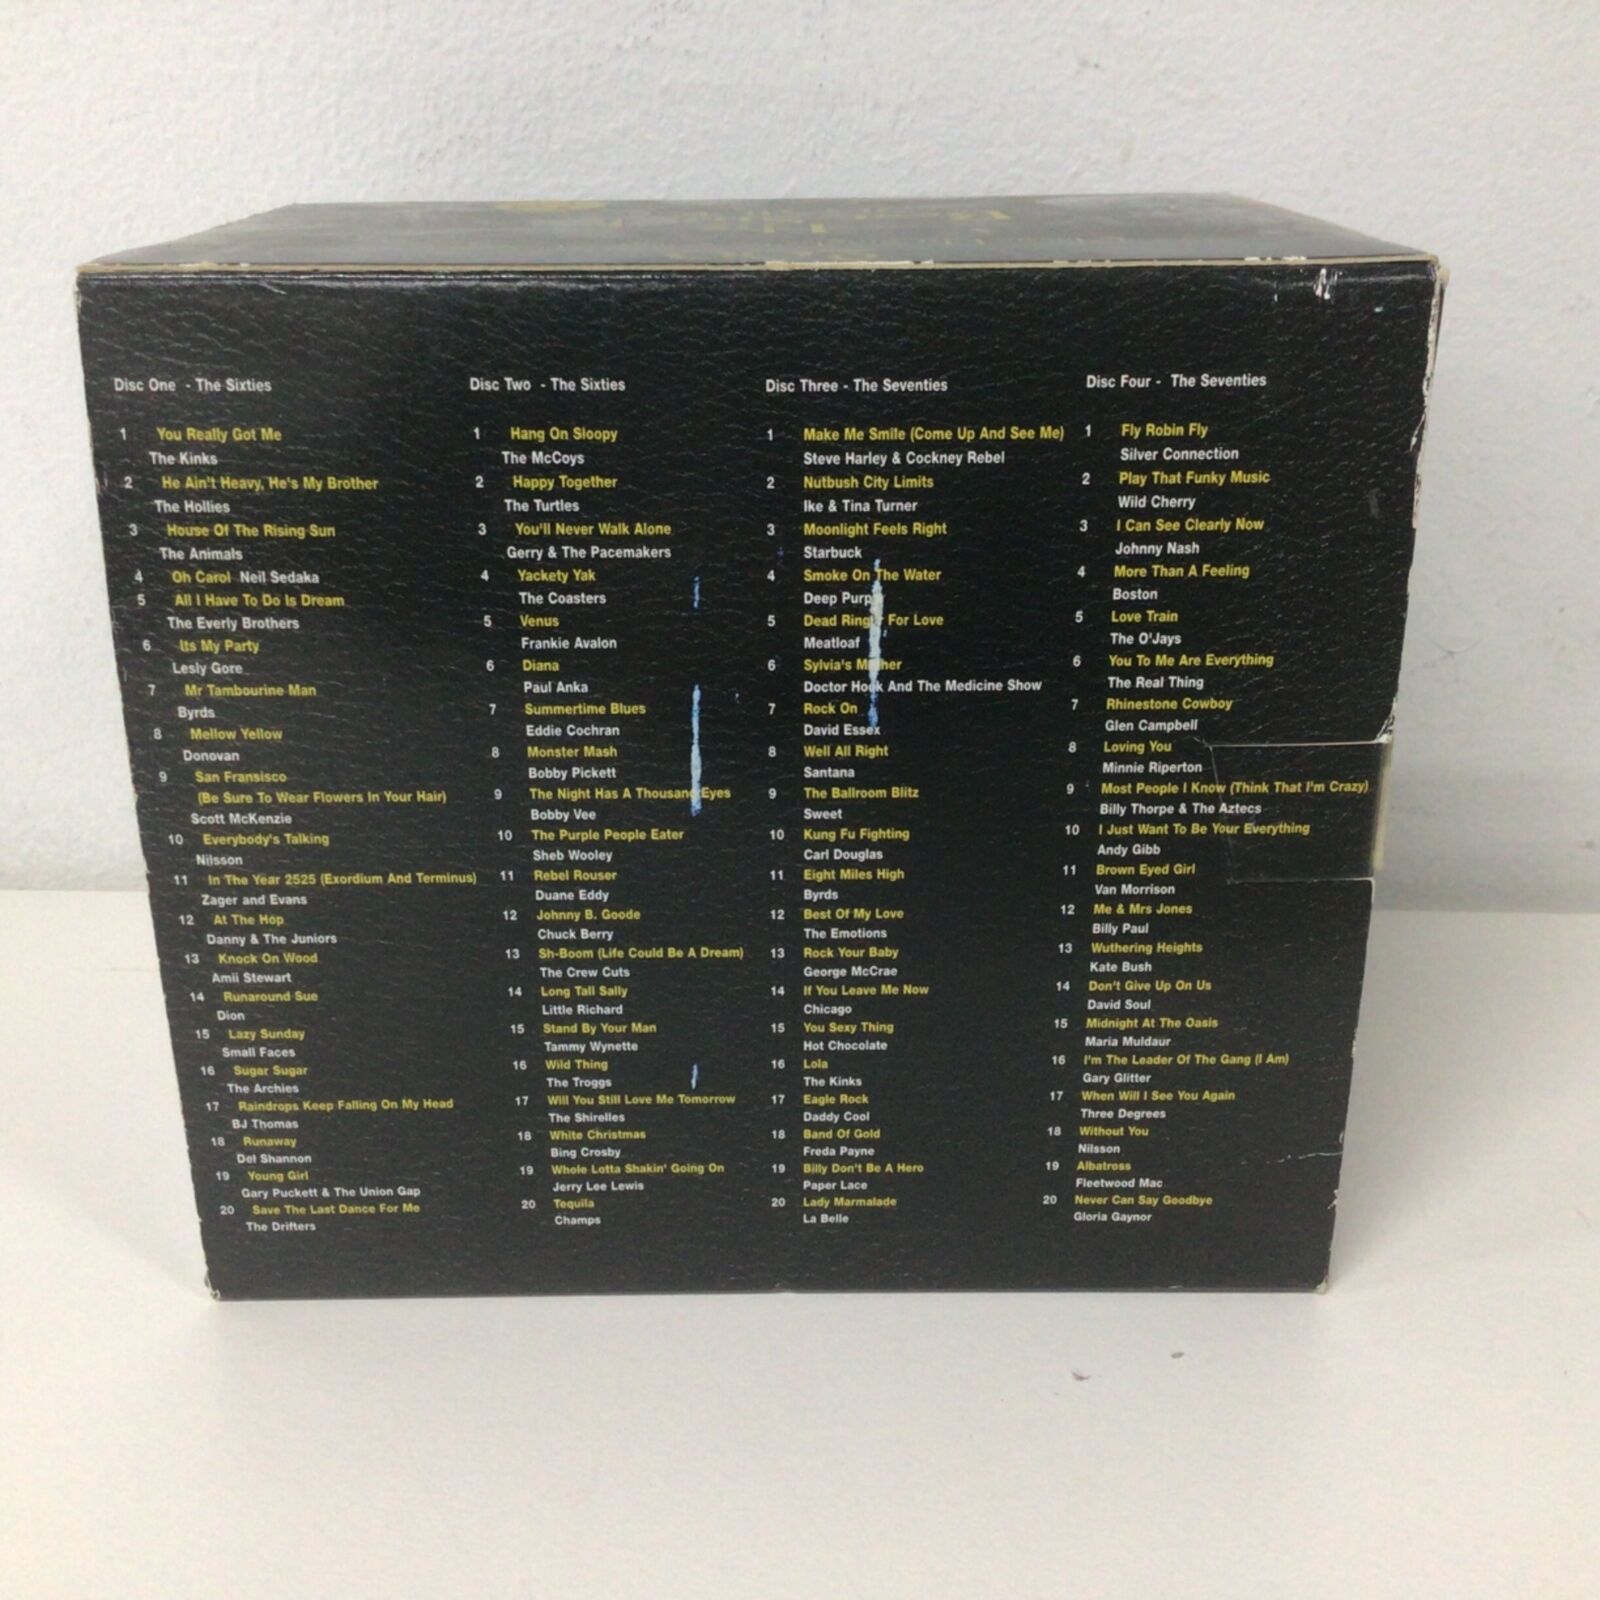 Disc One - The Sixties
1 You Really Got Me
The Kinks
2 He Ain't Heavy, He's My Brother
The Hollies
3 House Of The Rising Sun
The Animals
4 Oh Carol Neil Sedaka
5 All I Have To Do Is Dream
The Everly Brothers
6 Its My Party
Lesly Gore
7 Mr Tambourine Man
Byrds
8 Mellow Yellow
Donovan
9 San Fransisco
(Be Sure To Wear Flowers In Your Hair)
Scott McKenzie
10 Everybody's Talking
Nilsson
11 In The Year 2525 (Exordium And Terminus)
Zager and Evans
12 At The Hop
Danny & The Juniors
13 Knock On Wood
Amii Stewart
14 Runaround Sue
Dion
15 Lazy Sunday
Small Faces
16 Sugar Sugar
The Archies
17 Raindrops Keep Falling On My Head
BJ Thomas
18 Runaway
Del Shannon
19 Young Girl
Gary Puckett & The Union Gap
20 Save The Last Dance For Me
The Drifters
Disc Two - The Sixties
1 Hang On Sloopy
The McCoys
2 Happy Together
The Turtles
3 You'll Never Walk Alone
Gerry & The Pacemakers
4 Yackety Yak
The Coasters
5 Venus
Frankie Avalon
6 Diana
Paul Anka
7 Summertime Blues
Eddie Cochran
8 Monster Mash
Bobby Pickett
9 The Night Has A Thousand Eyes
Bobby Vee
10 The Purple People Eater
Sheb Wooley
11 Rebel Rouser
Duane Eddy
12 Johnny B. Goode
Chuck Berry
13 Sh-Boom (Life Could Be A Dream)
The Crew Cuts
14 Long Tall Sally
Little Richard
15 Stand By Your Man
Tammy Wynette
16 Wild Thing
The Troggs
17 Will You Still Love Me Tomorrow
The Shirelles
18 White Christmas
Bing Crosby
19 Whole Lotta Shakin' Going On
Jerry Lee Lewis
20 Tequila
Champs
Disc Three - The Seventies
1 Make Me Smile (Come Up And See Me)
Steve Harley & Cockney Rebel
2 Nutbush City Limits
Ike & Tina Turner
3 Moonlight Feels Right
Starbuck
4 Smoke On The Water
Deep Purple
5 Dead Ringer For Love
Meatloaf
6 Sylvia's Mother
Doctor Hook And The Medicine Show
7 Rock On
David Essex
8 Well All Right
Santana
9 The Ballroom Blitz
Sweet
10 Kung Fu Fighting
Carl Douglas
11 Eight Miles High
Byrds
12 Best Of My Love
The Emotions
13 Rock Your Baby
George McCrae
14 If You Leave Me Now
Chicago
15 You Sexy Thing
Hot Chocolate
16 Lola
The Kinks
17 Eagle Rock
Daddy Cool
18 Band Of Gold
Freda Payne
19 Billy Don't Be A Hero
Paper Lace
20 Lady Marmalade
La Belle
Disc Four - The Seventies
1 Fly Robin Fly
Silver Connection
2 Play That Funky Music
Wild Cherry
3 I Can See Clearly Now
Johnny Nash
4 More Than A Feeling
Boston
5 Love Train
The O'Jays
6 You To Me Are Everything
The Real Thing
7 Rhinestone Cowboy
Glen Campbell
8 Loving You
Minnie Riperton
9 Most People I Know (Think That I'm Crazy)
Billy Thorpe & The Aztecs
10 I Just Want To Be Your Everything
Andy Gibb
11 Brown Eyed Girl
Van Morrison
12 Me & Mrs Jones
Billy Paul
13 Wuthering Heights
Kate Bush
14 Don't Give Up On Us
David Soul
15 Midnight At The Oasis
Maria Muldaur
16 I'm The Leader Of The Gang (I Am)
Gary Glitter
17 When Will I See You Again
Three Degrees
18 Without You
Nilsson
19 Albatross
Fleetwood Mac
20 Never Can Say Goodbye
Gloria Gaynor